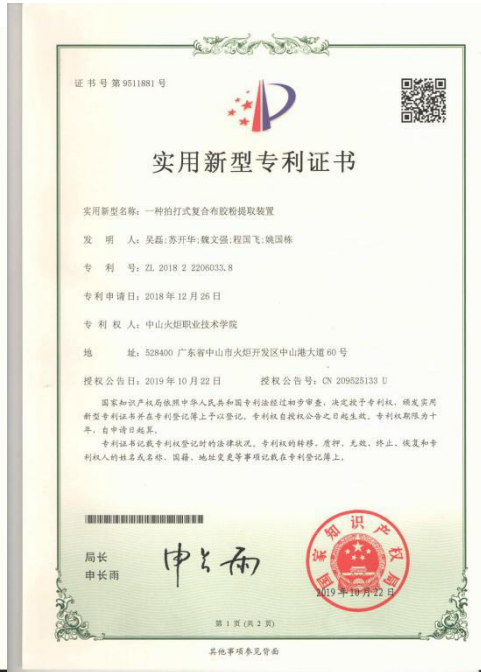 证书号第9511881号
实用新型专利证书
实用新型名称：一种拍打式复合布胶粉提取装置
发 明 人：吴磊;苏开华;魏文强;程国飞;姚国栋
专 利 号：ZL 2018 2 2206033.8
专利申请日：2018年12月26日
专 利 权 人：中山火炬职业技术学院
地 址：528400 广东省中山市火炬开发区中山港大道60号
授权公告日：2019年10月22日 授权公告号：CN 209525133 U
国家知识产权局依照中华人民共和国专利法经过初步审查，决定授予专利权，颁发实用
新型专利证书并在专利登记簿上予以登记。专利权自授权公告之日起生效。专利权期限为十
年，自申请日起算。
专利证书记载专利权登记时的法律状况。专利权的转移、质押、无效、终止、恢复和专
利权人的姓名或名称、国籍、地址变更等事项记载在专利登记簿上。
局长
申长雨
申长雨
国家知识产权局
2019年10月22日
第 1 页 (共 2 页)
其他事项参见背面